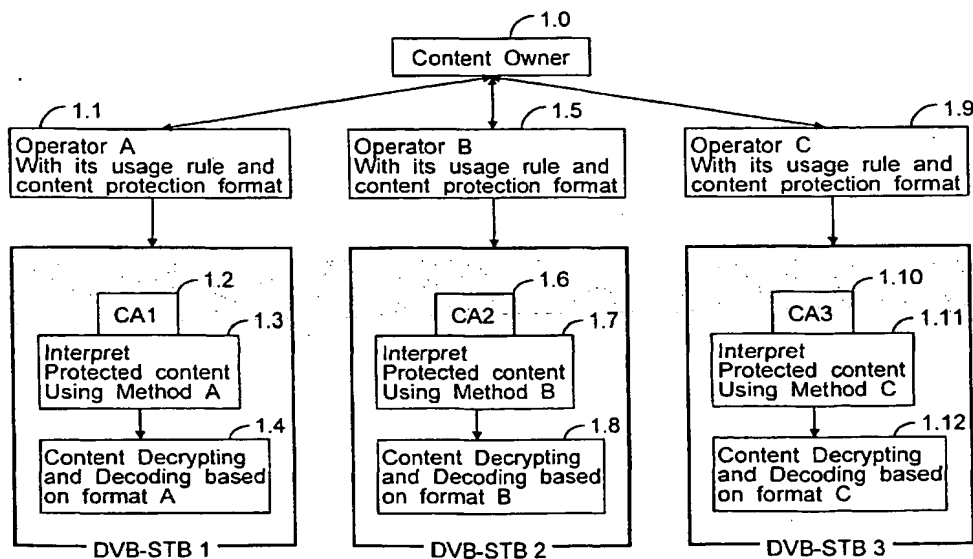 1.0
Content Owner
1.1
Operator A
With its usage rule and
content protection format
1.5
Operator B
With its usage rule and
content protection format
1.9
Operator C
With its usage rule and
content protection format
1.2
CA1
1.3
Interpret
Protected content
Using Method A
1.4
Content Decrypting
and Decoding based
on format A
DVB-STB 1
1.6
CA2
1.7
Interpret
Protected content
Using Method B
1.8
Content Decrypting
and Decoding based
on format B
DVB-STB 2
1.10
CA3
1.11
Interpret
Protected content
Using Method C
1.12
Content Decrypting
and Decoding based
on format C
DVB-STB 3